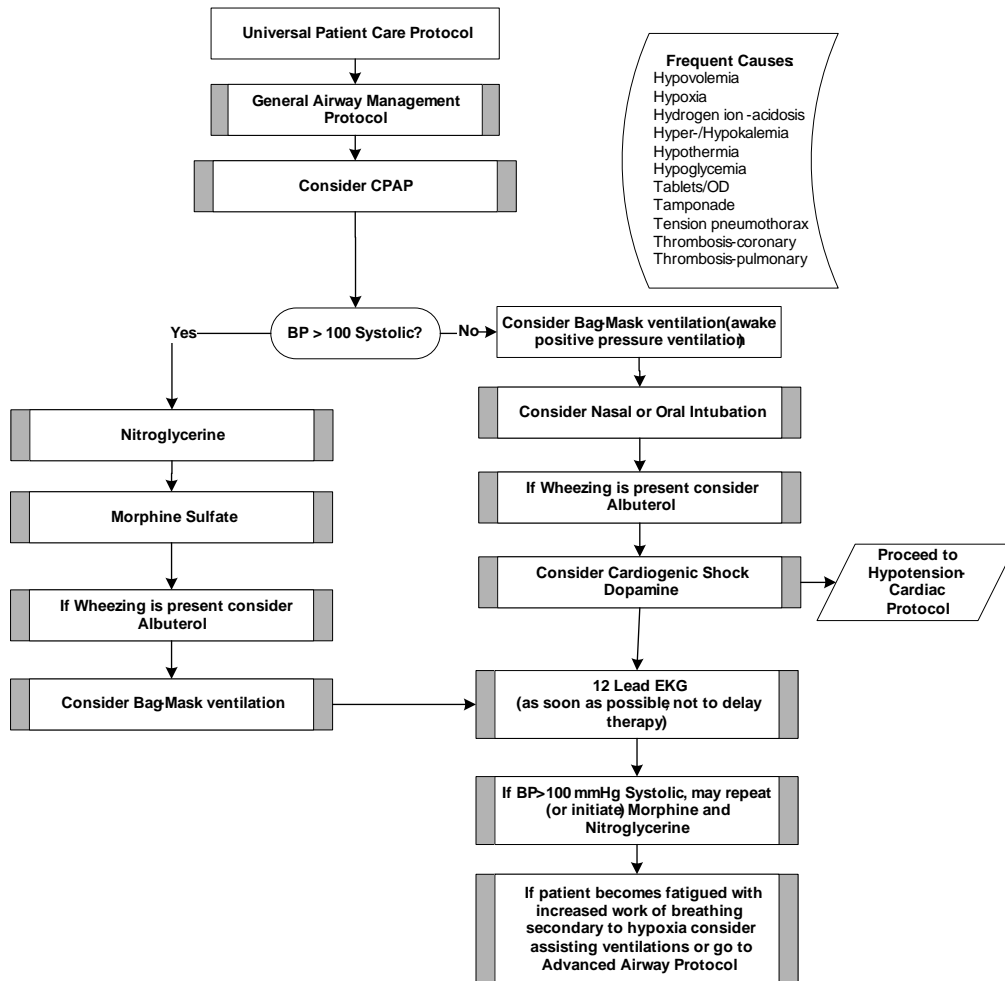 Universal Patient Care Protocol
General Airway Management
Protocol
Consider CPAP
Frequent Causes:
Hypovolemia
Hypoxia
Hydrogen ion -acidosis
Hyper-/Hypokalemia
Hypothermia
Hypoglycemia
Tablets/OD
Tamponade
Tension pneumothorax
Thrombosis-coronary
Thrombosis-pulmonary
Yes
BP > 100 Systolic?
No
Consider Bag-Mask ventilation(awake
positive pressure ventilation)
Nitroglycerine
Morphine Sulfate
If Wheezing is present consider
Albuterol
Consider Bag-Mask ventilation
Consider Nasal or Oral Intubation
If Wheezing is present consider
Albuterol
Consider Cardiogenic Shock
Dopamine
Proceed to
Hypotension-
Cardiac
Protocol
12 Lead EKG
(as soon as possible, not to delay
therapy)
If BP>100 mmHg Systolic, may repeat
(or initiate) Morphine and
Nitroglycerine
If patient becomes fatigued with
increased work of breathing
secondary to hypoxia consider
assisting ventilations or go to
Advanced Airway Protocol